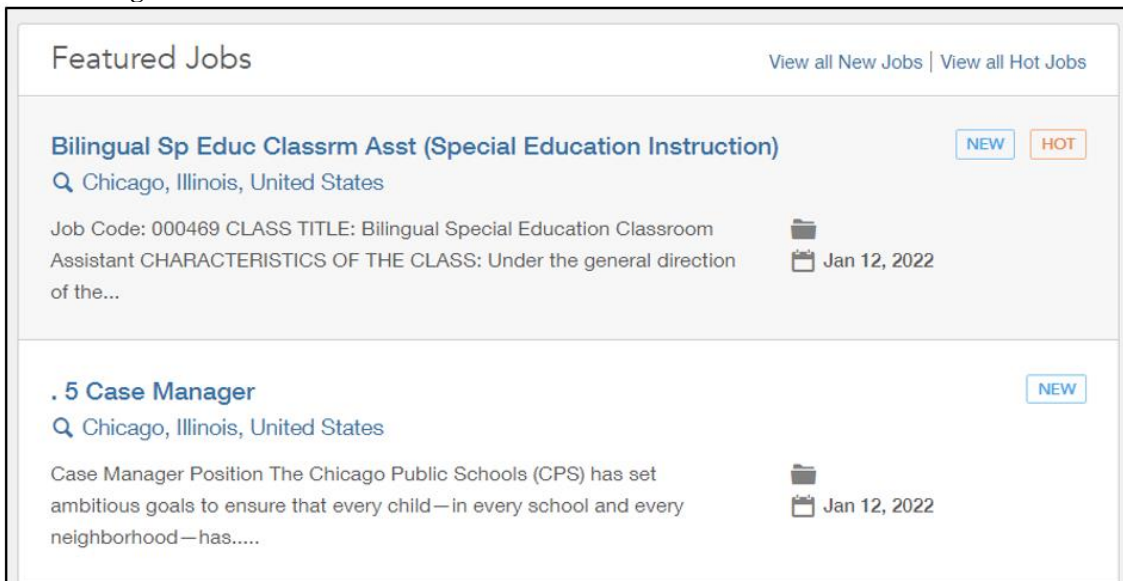 Featured Jobs
View all New Jobs | View all Hot Jobs
Bilingual Sp Educ Classrm Asst (Special Education Instruction)
NEW HOT
Chicago, Illinois, United States
Job Code: 000469 CLASS TITLE: Bilingual Special Education Classroom
Assistant CHARACTERISTICS OF THE CLASS: Under the general direction
of the...
Jan 12, 2022
. 5 Case Manager
NEW
Chicago, Illinois, United States
Case Manager Position The Chicago Public Schools (CPS) has set
ambitious goals to ensure that every child—in every school and every
neighborhood—has.....
Jan 12, 2022